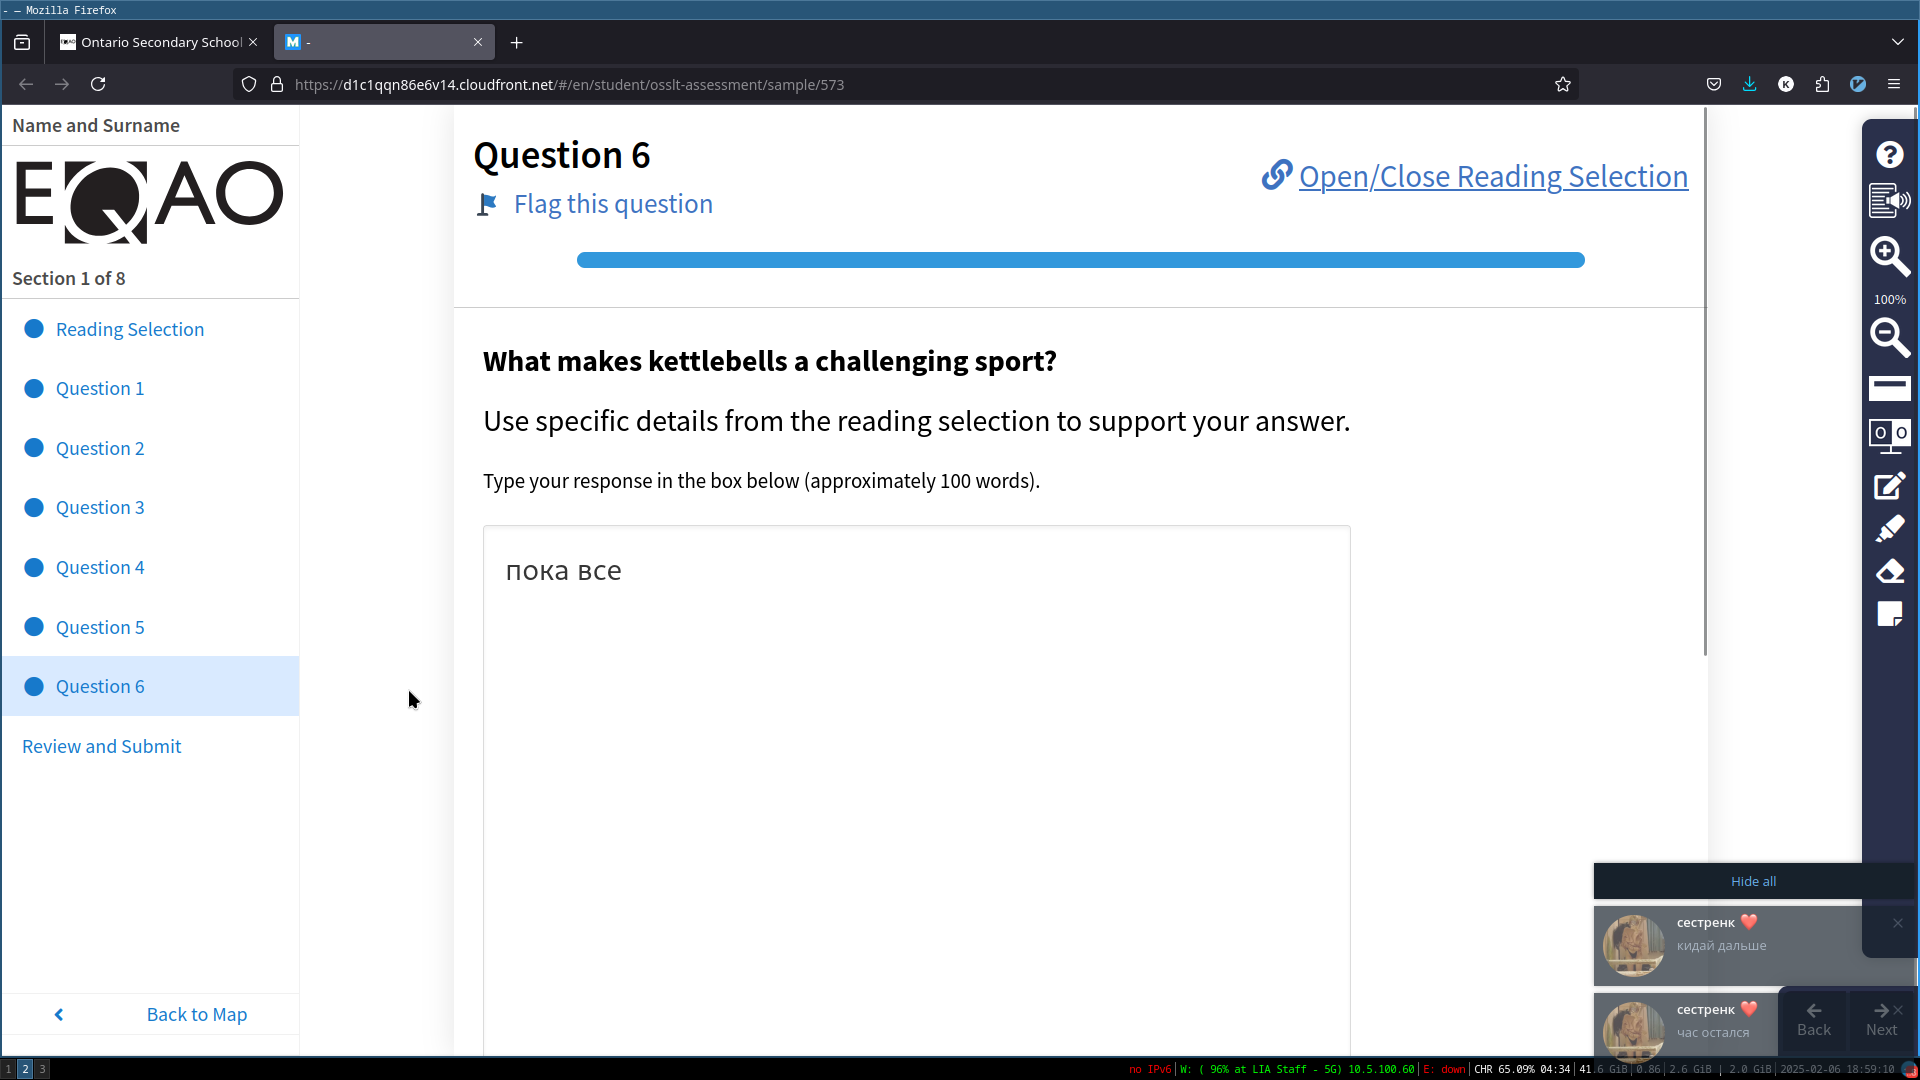 - — Mozilla Firefox
Ontario Secondary School
M -
https://d1c1qqn86e6v14.cloudfront.net/#/en/student/osslt-assessment/sample/573
K
Name and Surname
EQAO
Section 1 of 8
Reading Selection
Question 1
Question 2
Question 3
Question 4
Question 5
Question 6
Review and Submit
Back to Map
Question 6
Flag this question
Open/Close Reading Selection
What makes kettlebells a challenging sport?
Use specific details from the reading selection to support your answer.
Type your response in the box below (approximately 100 words).
пока все
100%
Hide all
сестренк ❤️
кидай дальше
сестренк ❤️
час остался
Back
Next
1 2 3
no IPv6 | W: ( 96% at LIA Staff - 5G) 10.5.100.60 | E: down | CHR 65.09% 04:34 | 41.6 GiB | 0.86 | 2.6 GiB | 2.0 GiB | 2025-02-06 18:59:10